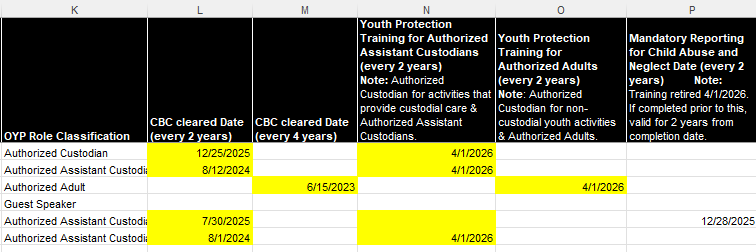 K L M N O P
Youth Protection
Training for Authorized
Assistant Custodians
(every 2 years)
Note: Authorized
Custodian for activities that
provide custodial care &
Authorized Assistant
Custodians.
Youth Protection
Training for
Authorized Adults
(every 2 years)
Note: Authorized
Custodian for non-
custodial youth activities
& Authorized Adults.
Mandatory Reporting
for Child Abuse and
Neglect Date (every 2
years) Note:
Training retired 4/1/2026.
If completed prior to this,
valid for 2 years from
completion date.
OYP Role Classification
CBC cleared Date
(every 2 years)
CBC cleared Date
(every 4 years)
Authorized Custodian 12/25/2025 4/1/2026
Authorized Assistant Custodi 8/12/2024 4/1/2026
Authorized Adult 6/15/2023 4/1/2026
Guest Speaker
Authorized Assistant Custodi 7/30/2025 12/28/2025
Authorized Assistant Custodi 8/1/2024 4/1/2026